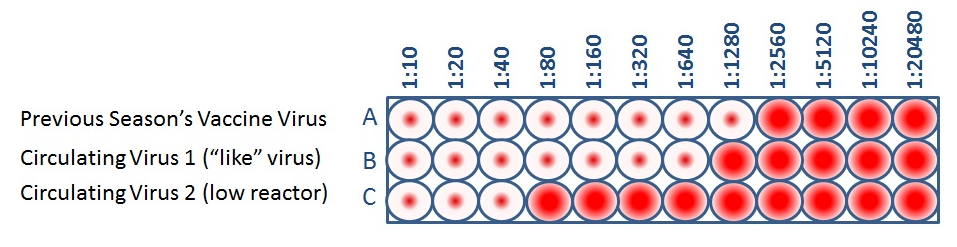 1:10 1:20 1:40 1:80 1:160 1:320 1:640 1:1280 1:2560 1:5120 1:10240 1:20480
Previous Season’s Vaccine Virus A
Circulating Virus 1 (“like” virus) B
Circulating Virus 2 (low reactor) C